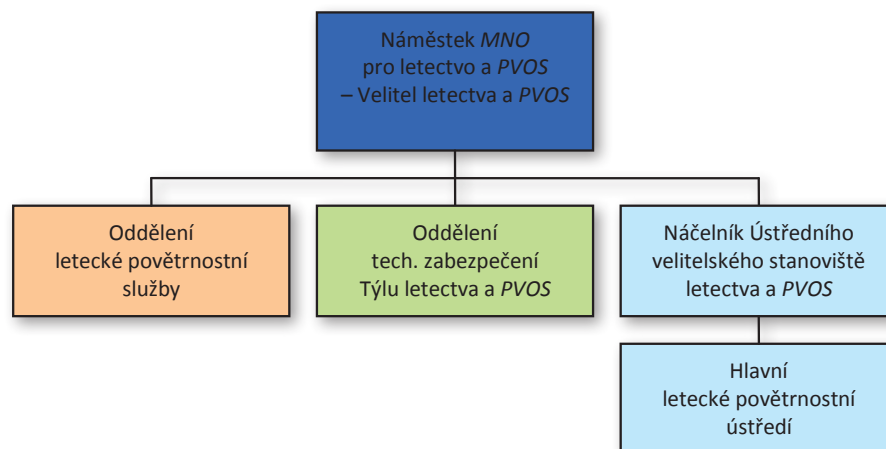 Náměstek MNO
pro letectvo a PVOS
– Velitel letectva a PVOS
Oddělení
letecké povětrnostní
služby
Oddělení
tech. zabezpečení
Týlu letectva a PVOS
Náčelník Ústředního
velitelského stanoviště
letectva a PVOS
Hlavní
letecké povětrnostní
ústředí